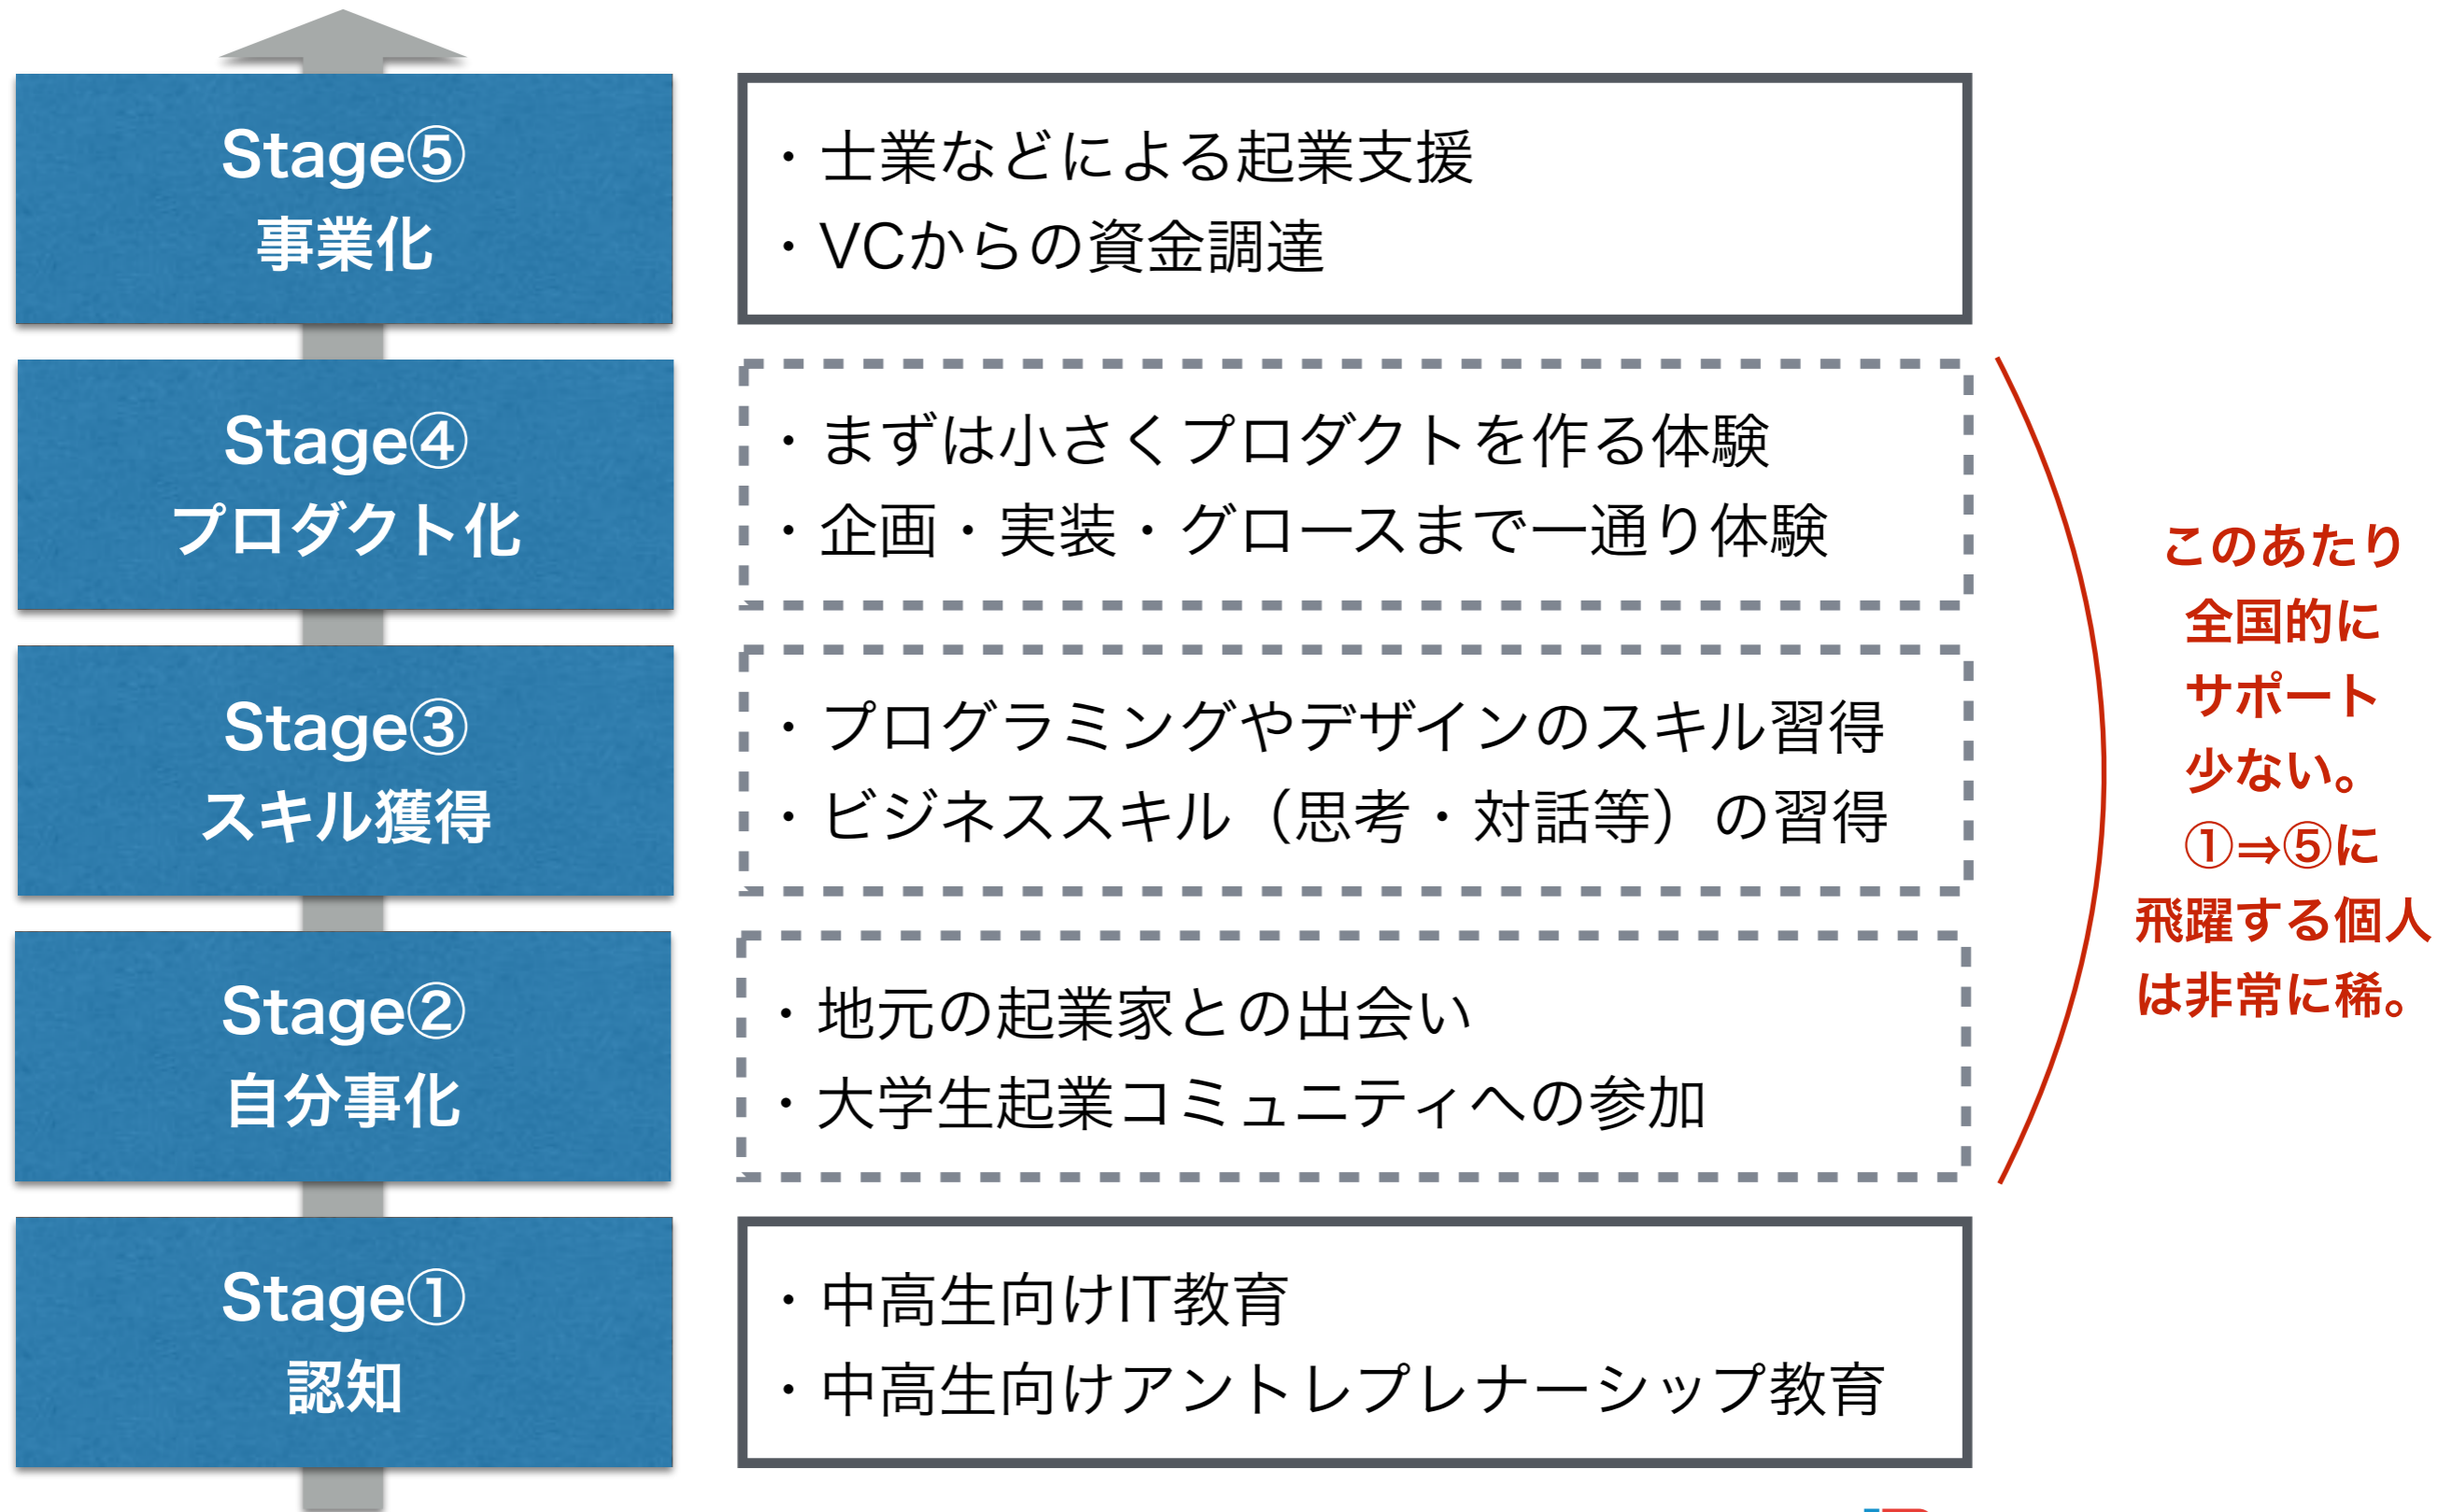 Stage⑤
事業化
・士業などによる起業支援
・VCからの資金調達
Stage④
プロダクト化
・まずは小さくプロダクトを作る体験
・企画・実装・グロースまで一通り体験
Stage③
スキル獲得
・プログラミングやデザインのスキル習得
・ビジネススキル（思考・対話等）の習得
Stage②
自分事化
・地元の起業家との出会い
・大学生起業コミュニティへの参加
Stage①
認知
・中高生向けIT教育
・中高生向けアントレプレナーシップ教育
このあたり
全国的に
サポート
少ない。
①⇒⑤に
飛躍する個人
は非常に稀。